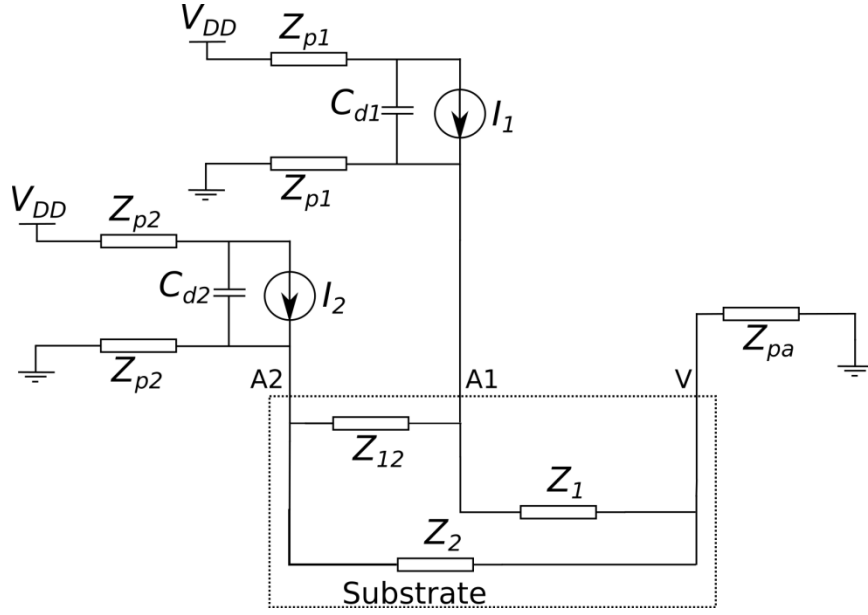 V_DD
Z_p1
C_d1
I_1
Z_p1
V_DD
Z_p2
C_d2
I_2
Z_p2
Z_pa
A2
A1
V
Z_12
Z_1
Z_2
Substrate